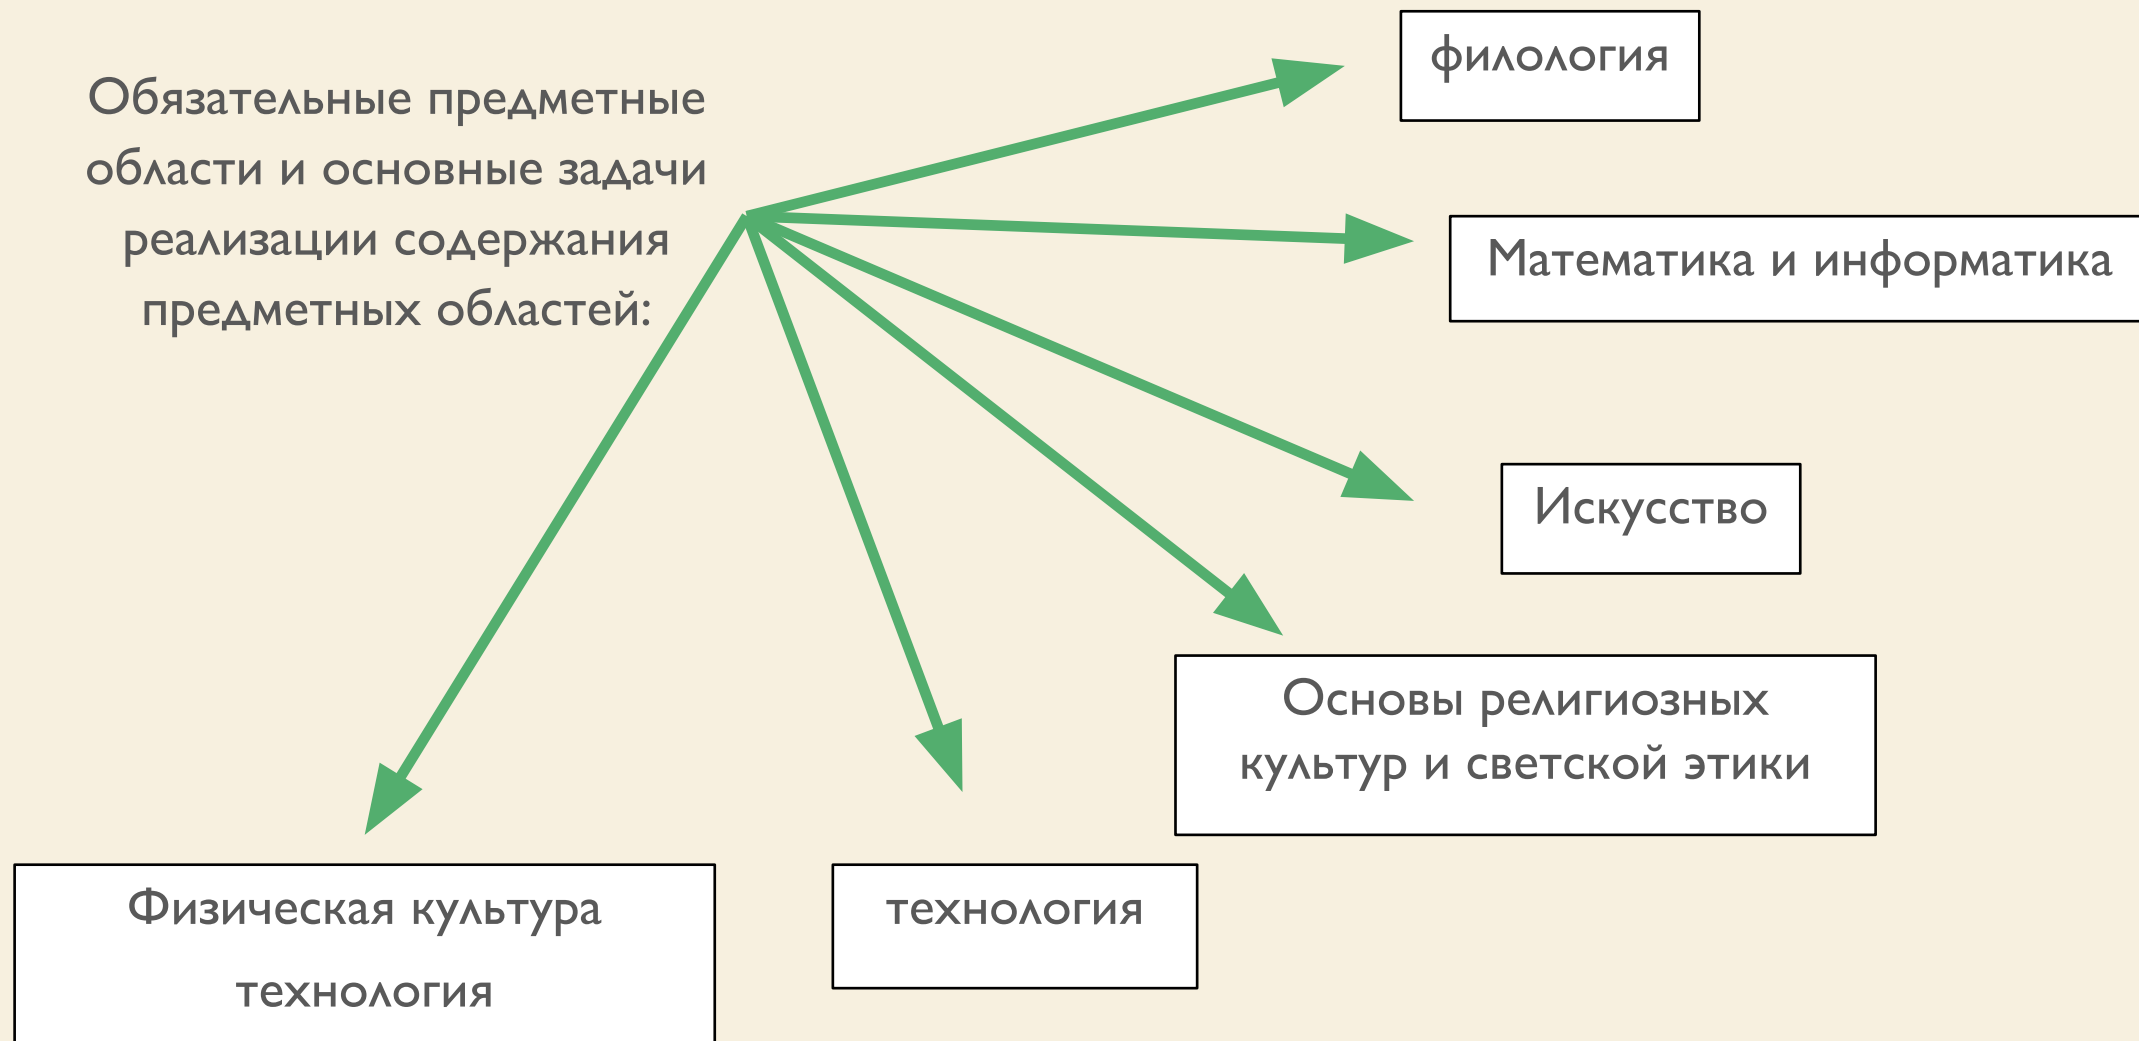 Обязательные предметные
области и основные задачи
реализации содержания
предметных областей:
филология
Математика и информатика
Искусство
Основы религиозных
культур и светской этики
технология
Физическая культура
технология